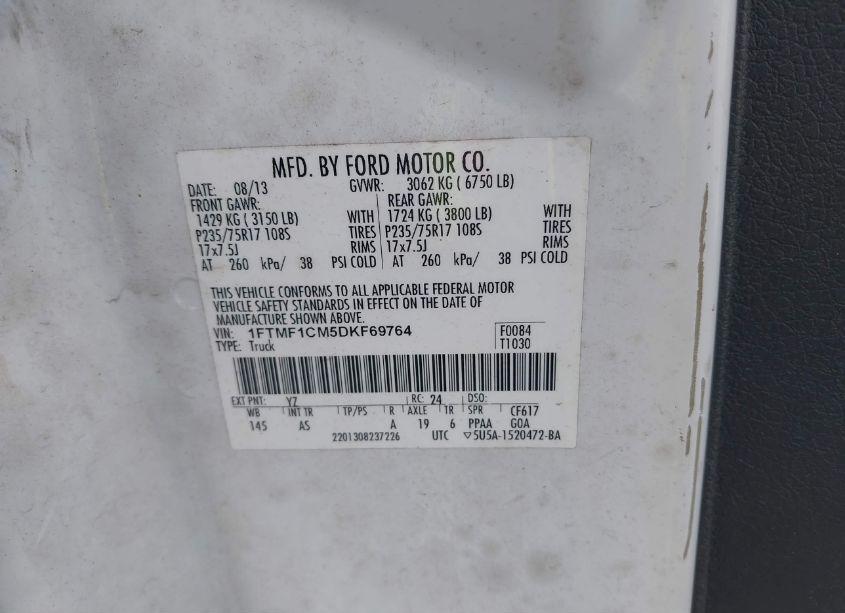 MFD. BY FORD MOTOR CO.
DATE: 08/13 GVWR: 3062 KG ( 6750 LB)
FRONT GAWR: REAR GAWR:
1429 KG ( 3150 LB) WITH 1724 KG ( 3800 LB) WITH
P235/75R17 108S TIRES P235/75R17 108S TIRES
17x7.5J RIMS 17x7.5J RIMS
AT 260 kPa/ 38 PSI COLD AT 260 kPa/ 38 PSI COLD
THIS VEHICLE CONFORMS TO ALL APPLICABLE FEDERAL MOTOR
VEHICLE SAFETY STANDARDS IN EFFECT ON THE DATE OF
MANUFACTURE SHOWN ABOVE.
VIN: 1FTMF1CM5DKF69764 F0084
TYPE: Truck T1030
EXT PNT: YZ RC: 24 DSO:
WB INT TR TP/PS R AXLE TR SPR CF617
145 AS A 19 6 PPAA GOA
2201308237226 UTC ▽5U5A-1520472-BA